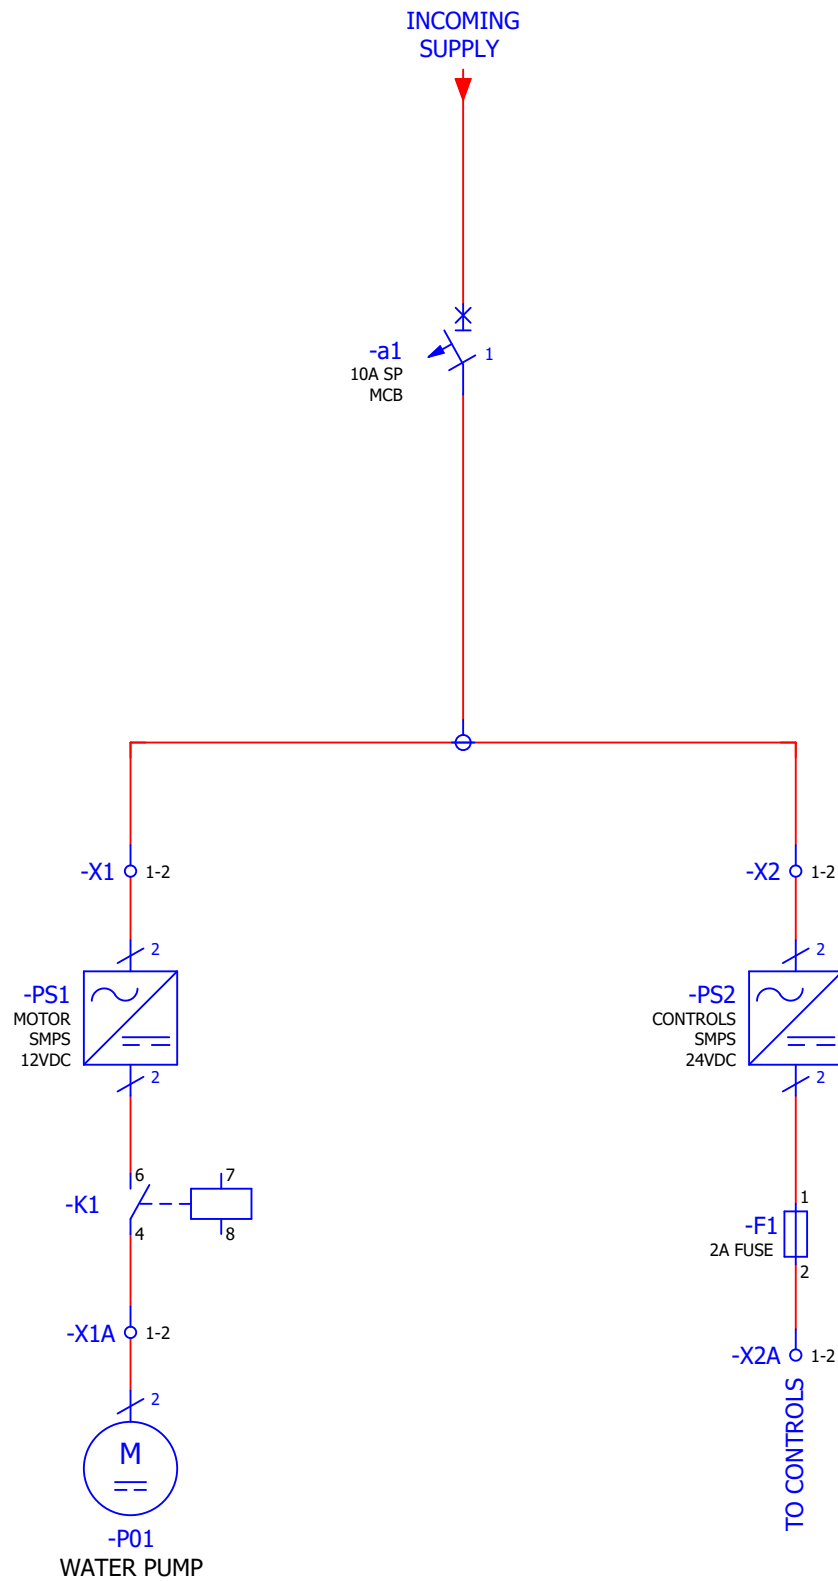 INCOMING
SUPPLY
-a1
1
10A SP
MCB
-X1
1-2
-X2
1-2
2
2
-PS1
MOTOR
SMPS
12VDC
-PS2
CONTROLS
SMPS
24VDC
2
2
6
7
-K1
4
8
1
-F1
2A FUSE
2
-X1A
1-2
-X2A
1-2
2
M
TO CONTROLS
-P01
WATER PUMP